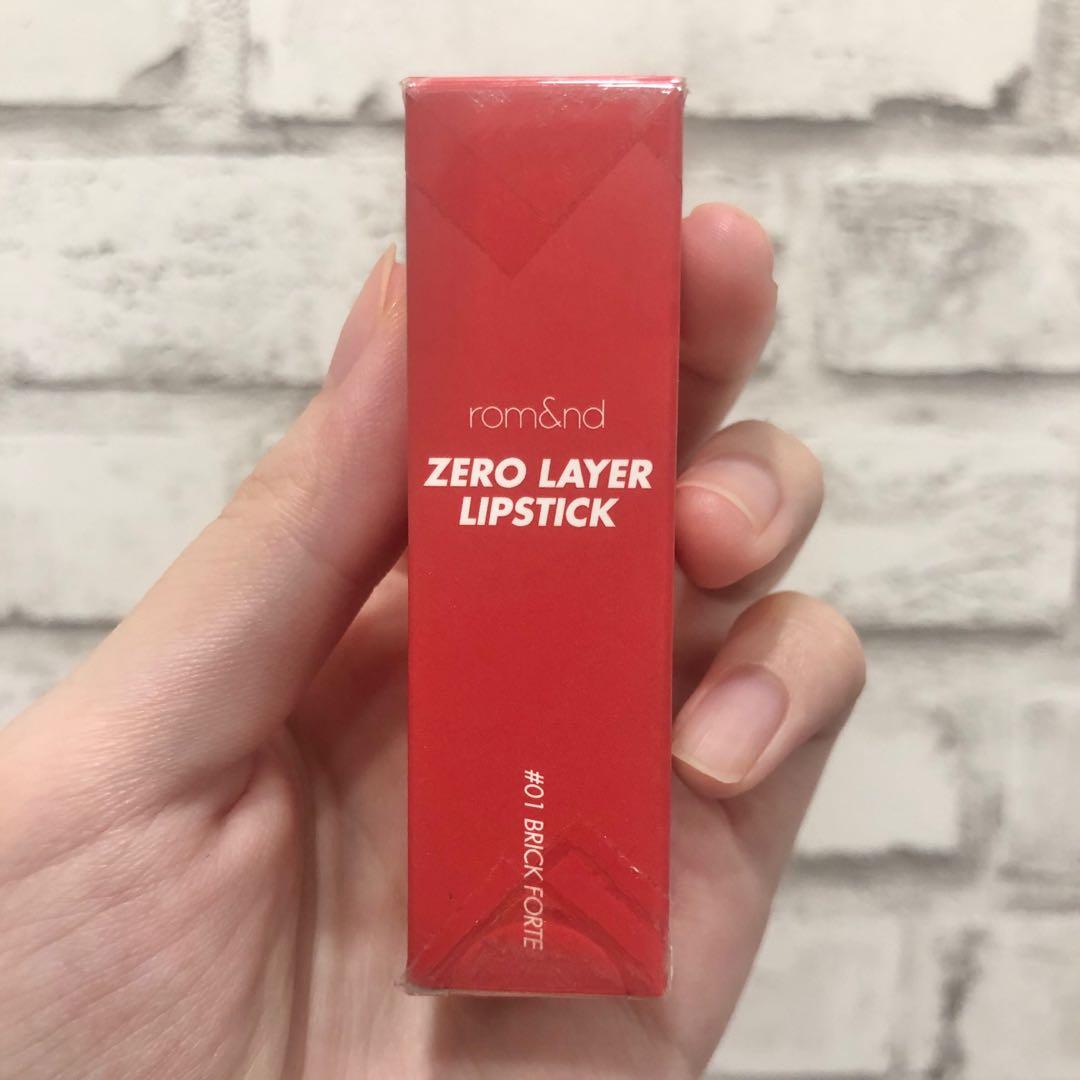 rom&nd
ZERO LAYER
LIPSTICK
#01 BRICK FORTE